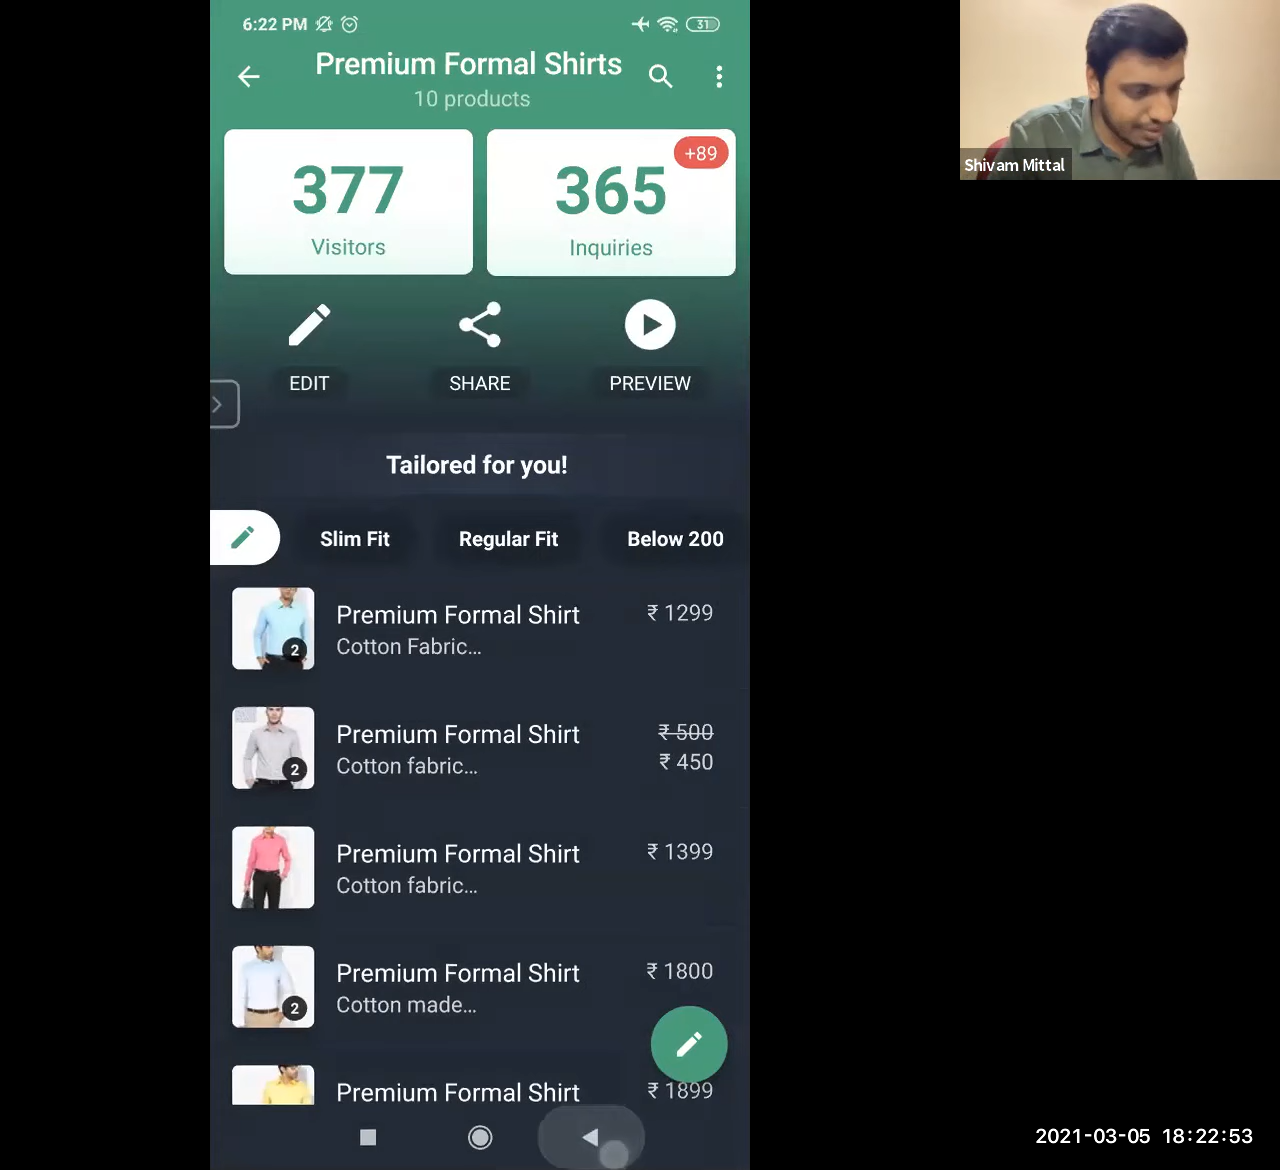 6:22 PM
31
Premium Formal Shirts
10 products
377
Visitors
+89
365
Inquiries
EDIT
SHARE
PREVIEW
Tailored for you!
Slim Fit
Regular Fit
Below 200
Premium Formal Shirt
₹ 1299
Cotton Fabric...
2
Premium Formal Shirt
₹ 500
₹ 450
Cotton fabric...
2
Premium Formal Shirt
₹ 1399
Cotton fabric...
Premium Formal Shirt
₹ 1800
Cotton made...
2
Premium Formal Shirt
₹ 1899
Shivam Mittal
2021-03-05 18:22:53